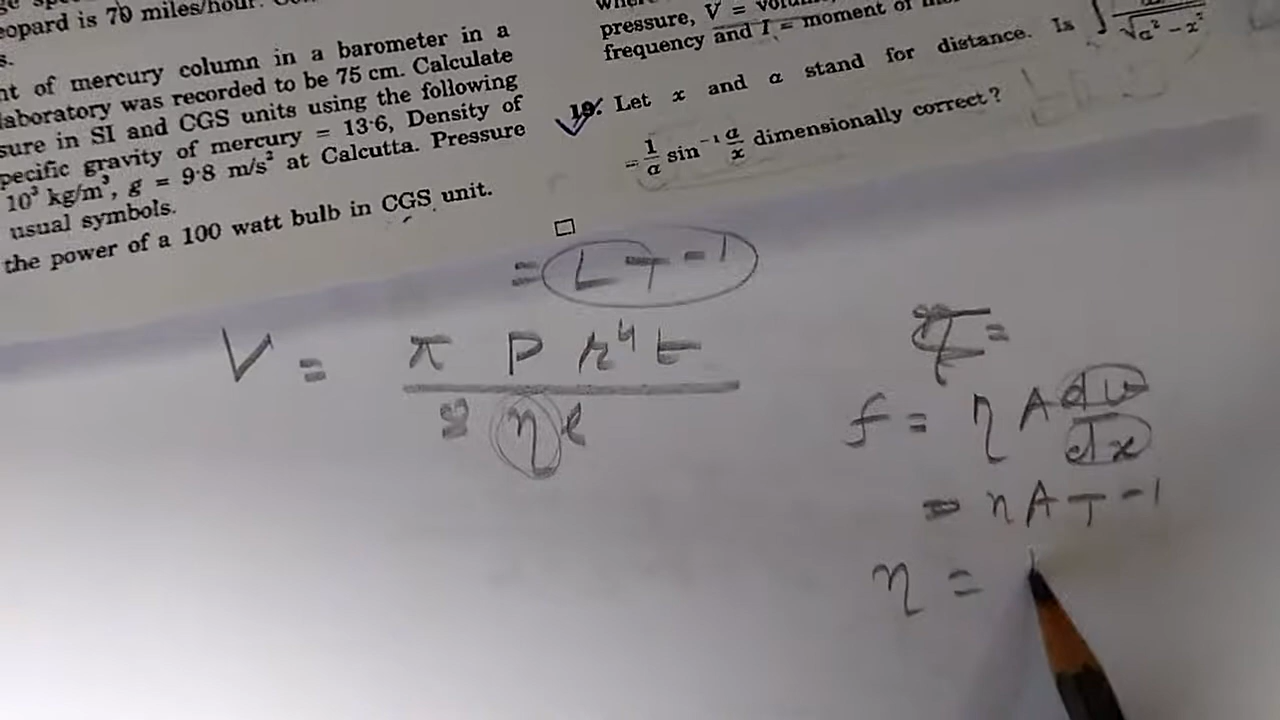 eopard is 70 miles/hour.
s.
nt of mercury column in a barometer in a
laboratory was recorded to be 75 cm. Calculate
sure in SI and CGS units using the following
pecific gravity of mercury = 13·6, Density of
10³ kg/m³, g = 9·8 m/s² at Calcutta. Pressure
usual symbols.
the power of a 100 watt bulb in CGS unit.
pressure, V =
frequency and I = moment of
19. Let x and a stand for distance. Is ∫ / √a² − x²
= 1/a sin⁻¹ a/x dimensionally correct?
= L T⁻¹
V = π P r⁴ t / 8 η l
f = η A dv / dx
= η A T⁻¹
η =